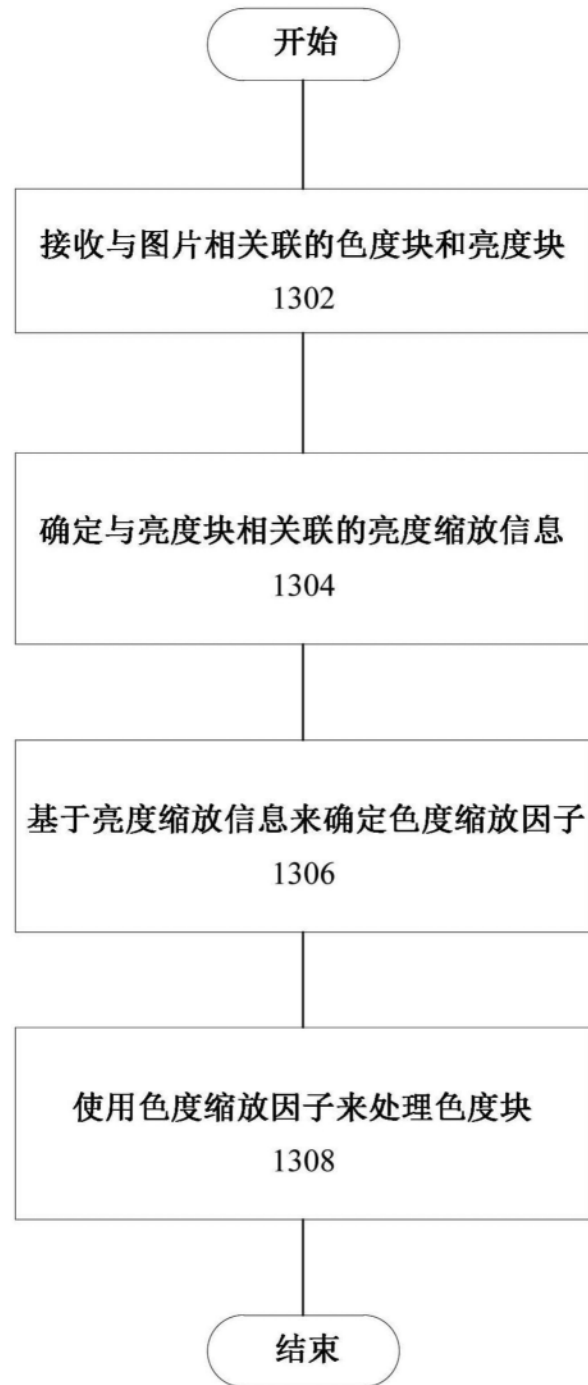 开始
接收与图片相关联的色度块和亮度块
1302
确定与亮度块相关联的亮度缩放信息
1304
基于亮度缩放信息来确定色度缩放因子
1306
使用色度缩放因子来处理色度块
1308
结束